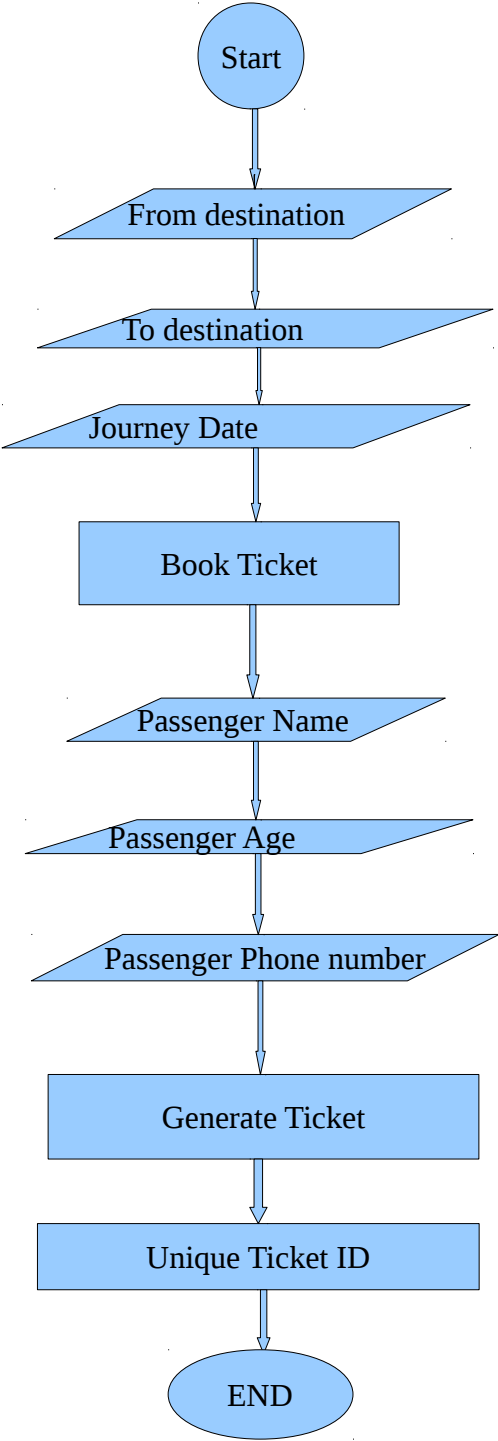 Start
From destination
To destination
Journey Date
Book Ticket
Passenger Name
Passenger Age
Passenger Phone number
Generate Ticket
Unique Ticket ID
END